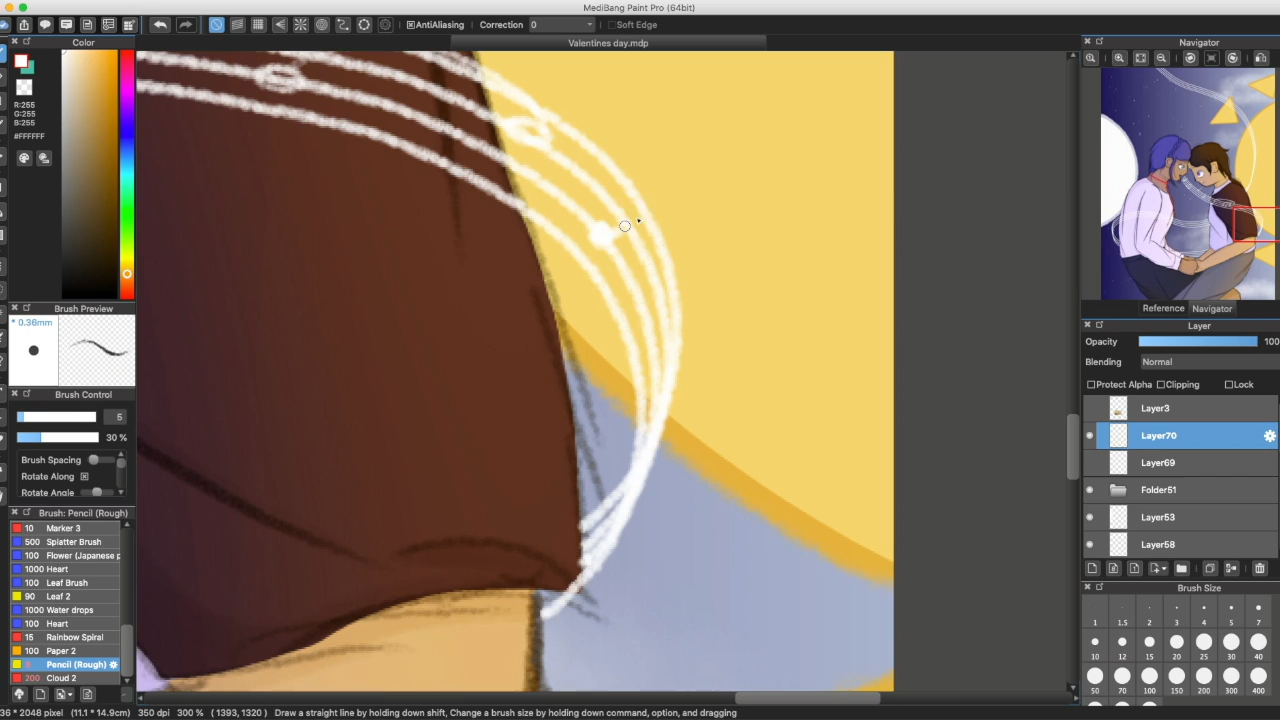 MediBang Paint Pro (64bit)
AntiAliasing Correction 0 Soft Edge
Color
Valentines day.mdp
Navigator
R:255
G:255
B:255
#FFFFFF
Brush Preview
* 0.36mm
Reference Navigator
Layer
Opacity 100
Blending Normal
Protect Alpha Clipping Lock
Brush Control
5
30 %
Brush Spacing
Rotate Along
Rotate Angle
Layer3
Layer70
Layer69
Folder51
Layer53
Layer58
Brush: Pencil (Rough)
10 Marker 3
500 Splatter Brush
100 Flower (Japanese p
1000 Heart
100 Leaf Brush
90 Leaf 2
1000 Water drops
100 Heart
15 Rainbow Spiral
100 Paper 2
Pencil (Rough)
200 Cloud 2
Brush Size
1 1.5 2 3 4 5 7
10 12 15 20 25 30 40
50 70 100 150 200 300 400
36 * 2048 pixel (11.1 * 14.9cm) 350 dpi 300 % ( 1393, 1320 ) Draw a straight line by holding down shift, Change a brush size by holding down command, option, and dragging